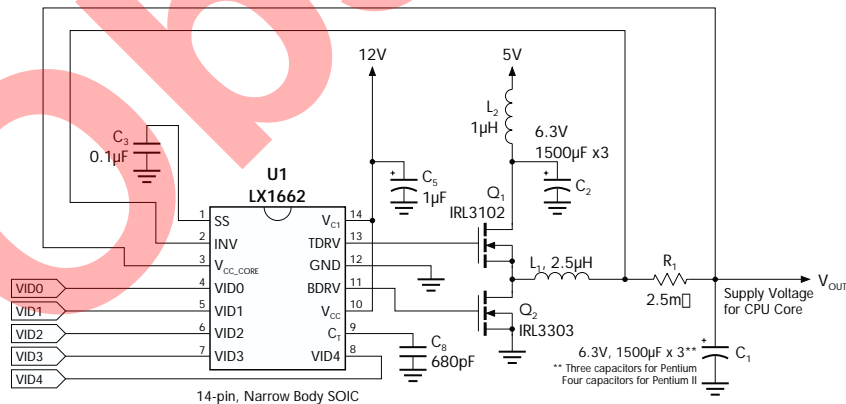 12V
5V
L2
1µH
6.3V
1500µF x3
C2
C3
0.1µF
U1
LX1662
C5
1µF
Q1
IRL3102
1 SS
2 INV
3 VCC_CORE
4 VID0
5 VID1
6 VID2
7 VID3
VC1 14
TDRV 13
GND 12
BDRV 11
VCC 10
CT 9
VID4 8
VID0
VID1
VID2
VID3
VID4
L1, 2.5µH
R1
2.5m□
VOUT
Supply Voltage
for CPU Core
Q2
IRL3303
C8
680pF
6.3V, 1500µF x 3**
C1
** Three capacitors for Pentium
Four capacitors for Pentium II
14-pin, Narrow Body SOIC